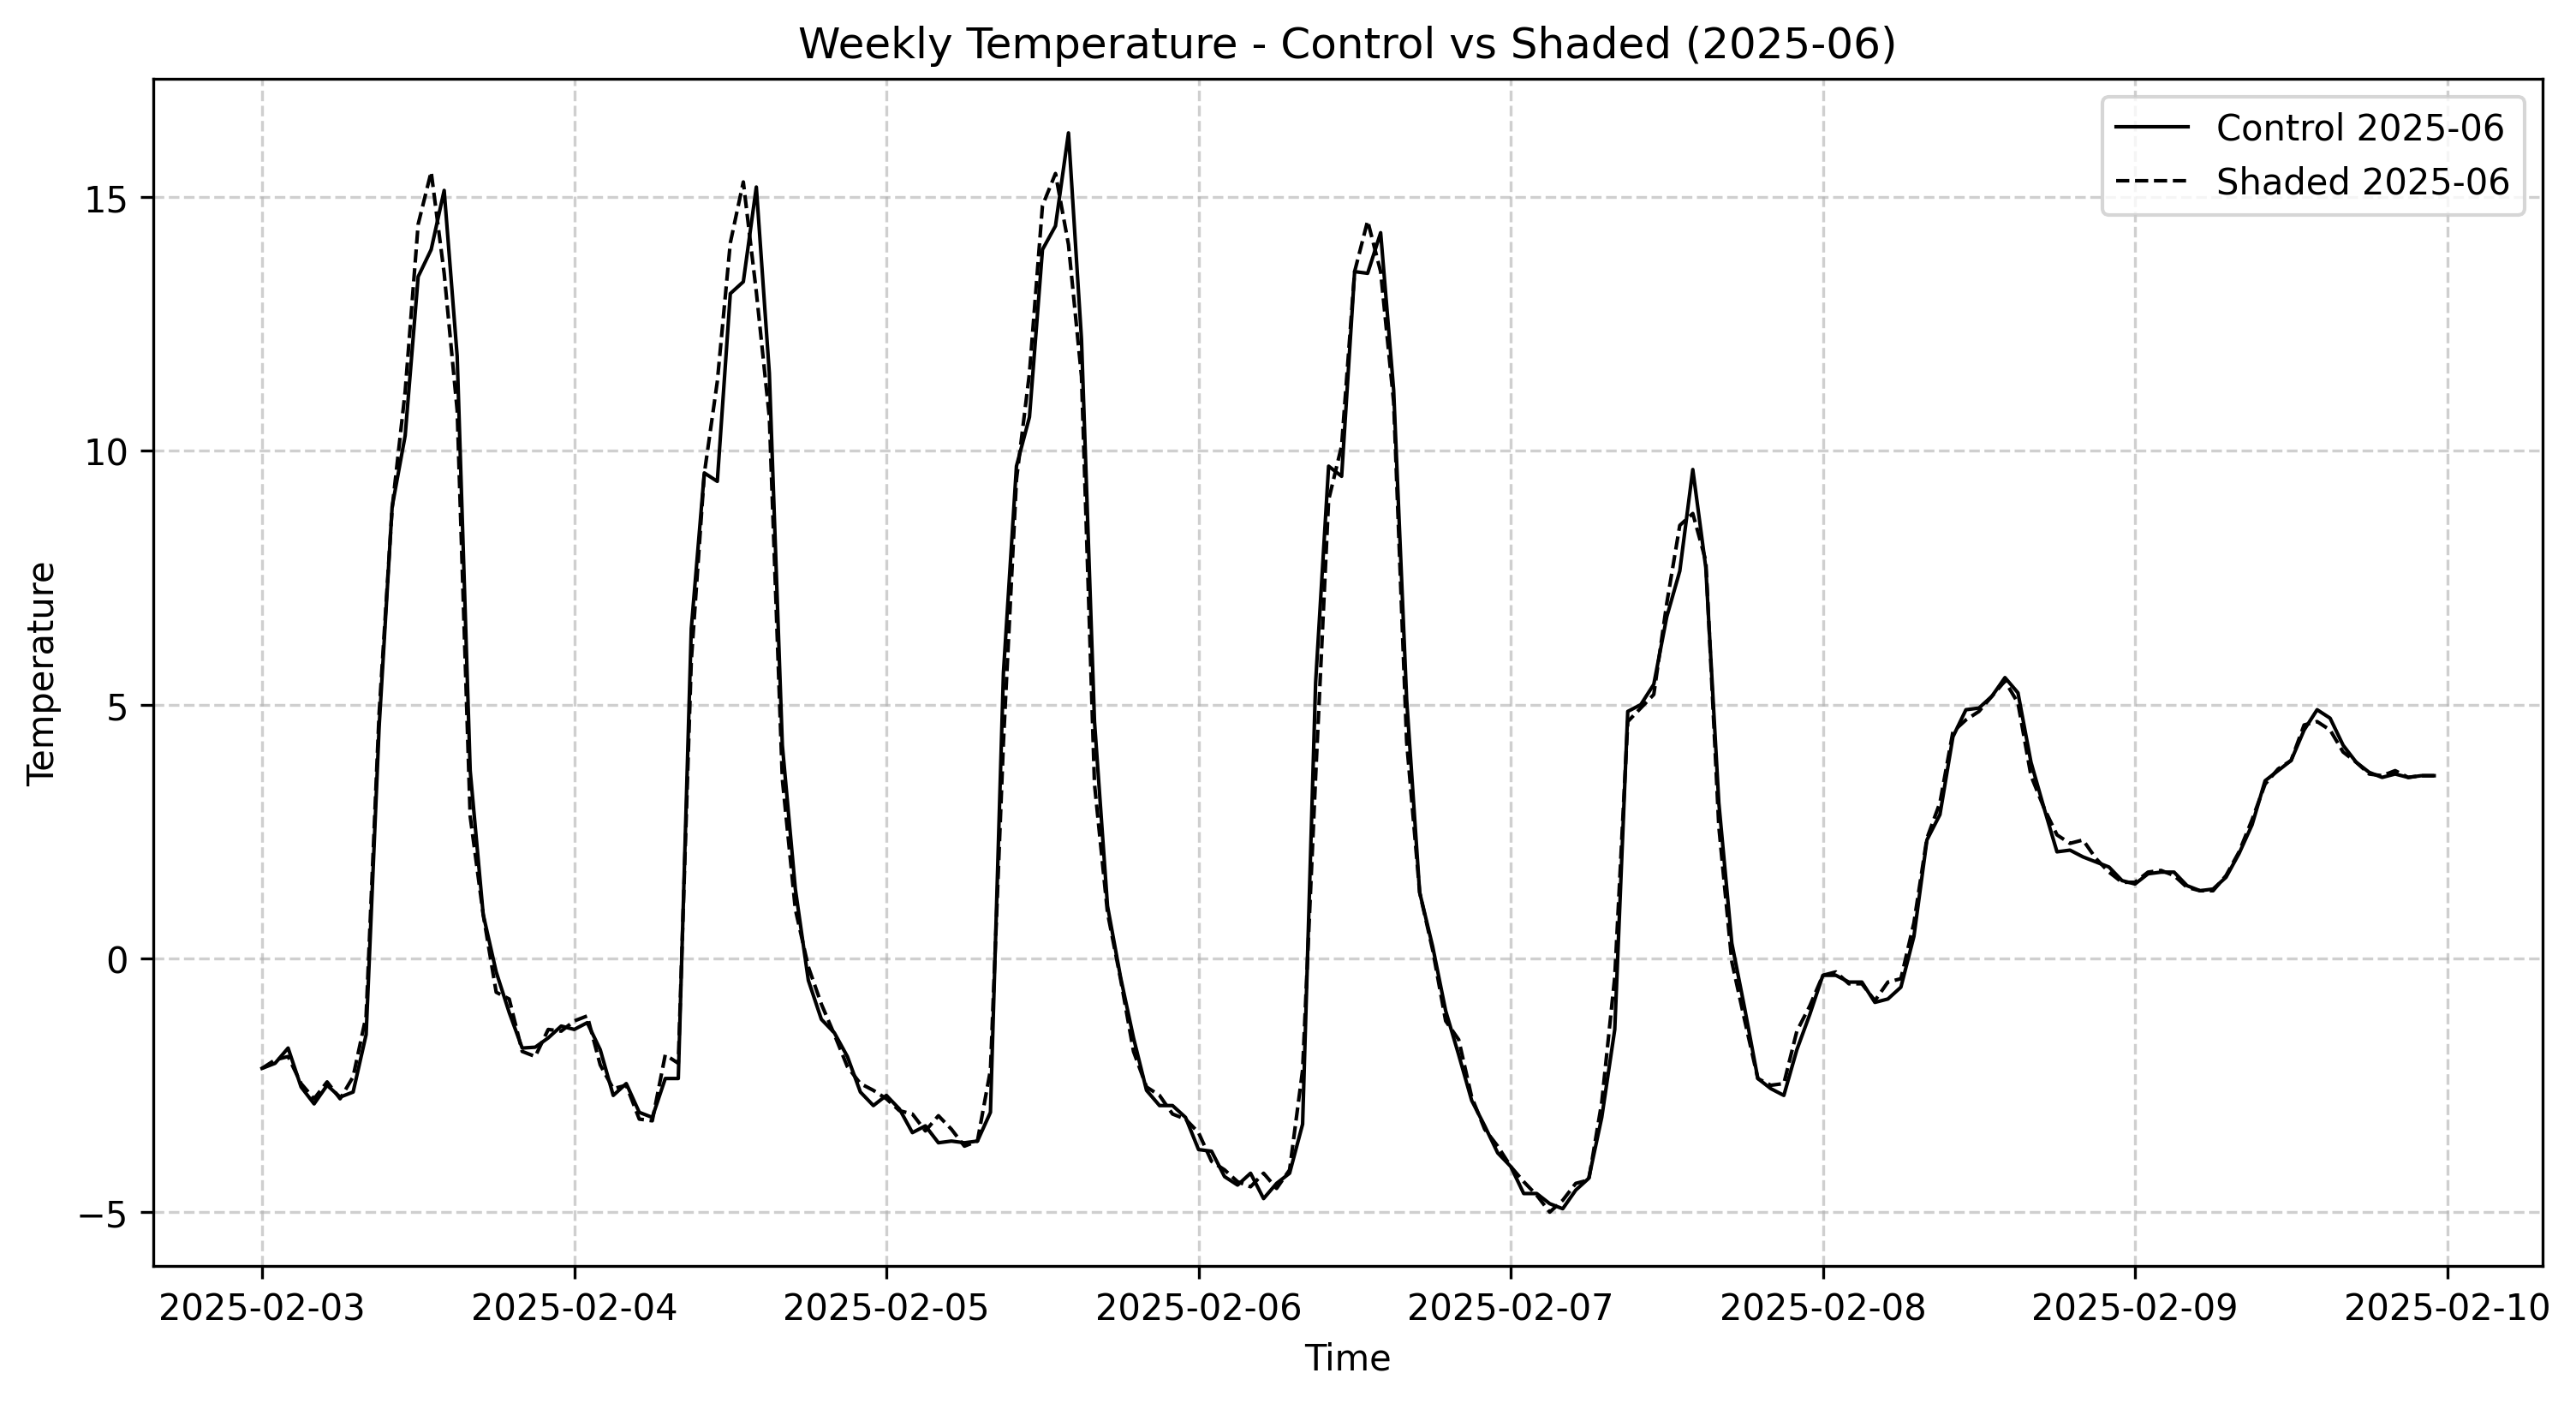 Weekly Temperature - Control vs Shaded (2025-06)
Control 2025-06
Shaded 2025-06
Temperature
15
10
5
0
−5
2025-02-03
2025-02-04
2025-02-05
2025-02-06
2025-02-07
2025-02-08
2025-02-09
2025-02-10
Time